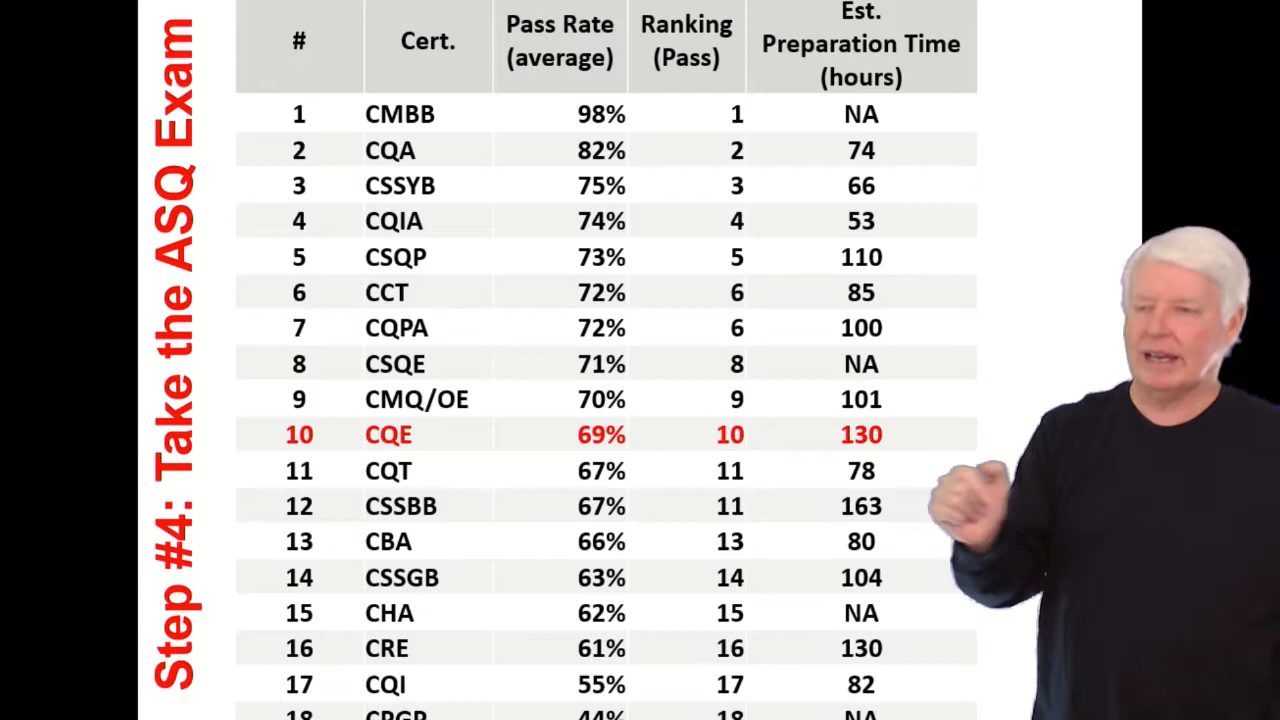 Step #4: Take the ASQ Exam
# Cert. Pass Rate (average) Ranking (Pass) Est. Preparation Time (hours)
1 CMBB 98% 1 NA
2 CQA 82% 2 74
3 CSSYB 75% 3 66
4 CQIA 74% 4 53
5 CSQP 73% 5 110
6 CCT 72% 6 85
7 CQPA 72% 6 100
8 CSQE 71% 8 NA
9 CMQ/OE 70% 9 101
10 CQE 69% 10 130
11 CQT 67% 11 78
12 CSSBB 67% 11 163
13 CBA 66% 13 80
14 CSSGB 63% 14 104
15 CHA 62% 15 NA
16 CRE 61% 16 130
17 CQI 55% 17 82
18 CPGP 44% 18 NA